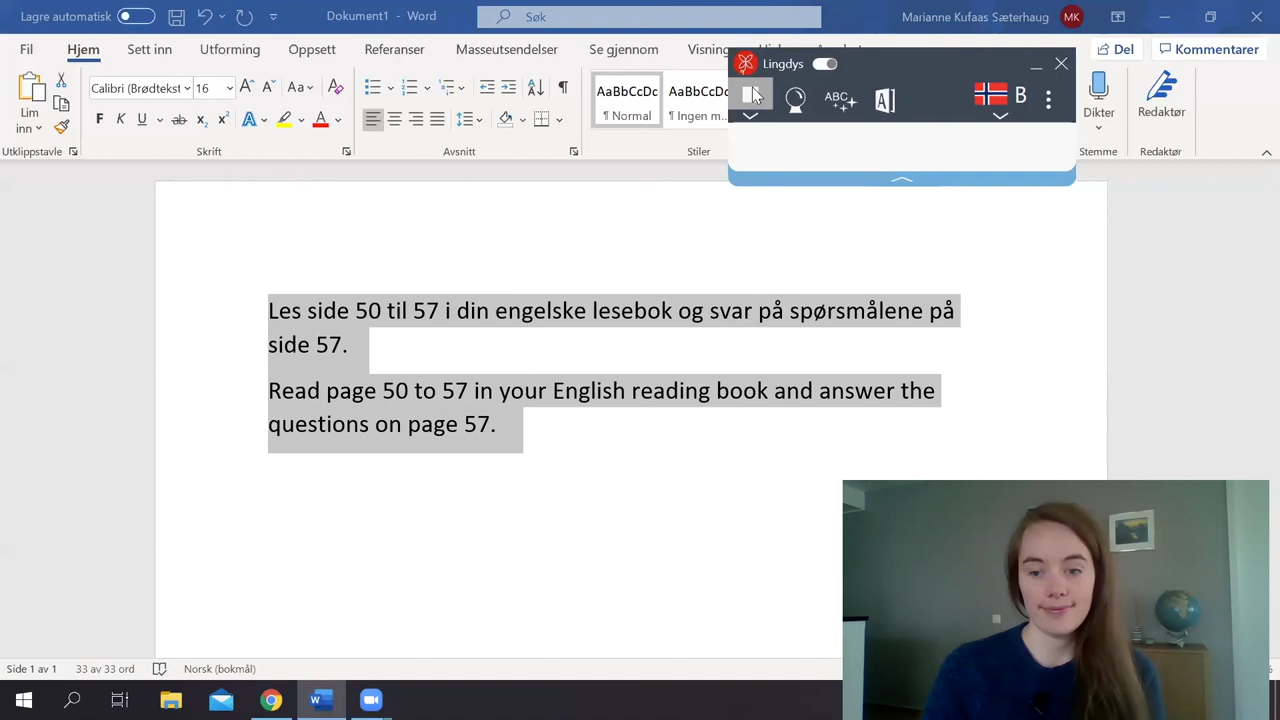 Lagre automatisk
Dokument1 - Word
Søk
Marianne Kufaas Sæterhaug MK
Fil Hjem Sett inn Utforming Oppsett Referanser Masseutsendelser Se gjennom
Del Kommentarer
Lingdys
Lim inn
Calibri (Brødtekst 16
AaBbCcDc
¶ Normal
¶ Ingen m...
ABC
B
Dikter
Redaktør
Utklippstavle Skrift Avsnitt Stiler Stemme Redaktør
Les side 50 til 57 i din engelske lesebok og svar på spørsmålene på
side 57.
Read page 50 to 57 in your English reading book and answer the
questions on page 57.
Side 1 av 1 33 av 33 ord Norsk (bokmål)